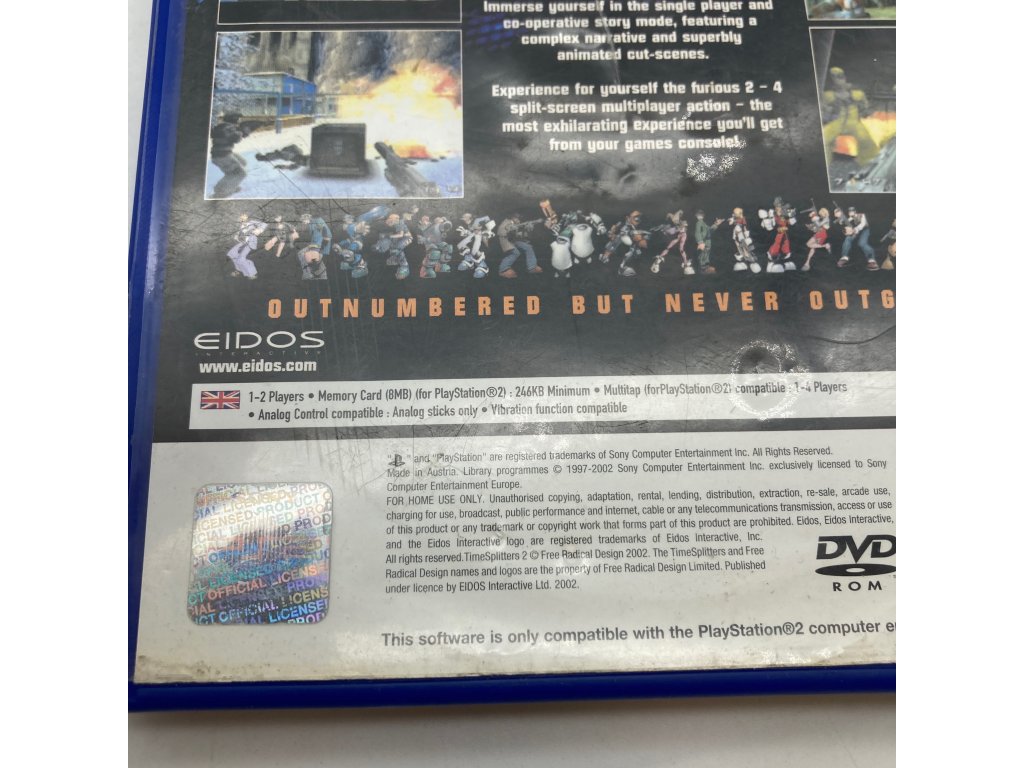 Immerse yourself in the single player and
co-operative story mode, featuring a
complex narrative and superbly
animated cut-scenes.
Experience for yourself the furious 2 - 4
split-screen multiplayer action - the
most exhilarating experience you'll get
from your games console!
OUTNUMBERED BUT NEVER OUTG
EIDOS
INTERACTIVE
www.eidos.com
1-2 Players • Memory Card (8MB) (for PlayStation®2) : 246KB Minimum • Multitap (forPlayStation®2) compatible : 1-4 Players
• Analog Control compatible : Analog sticks only • Vibration function compatible
" " and "PlayStation" are registered trademarks of Sony Computer Entertainment Inc. All Rights Reserved.
Made in Austria. Library programmes © 1997-2002 Sony Computer Entertainment Inc. exclusively licensed to Sony
Computer Entertainment Europe.
FOR HOME USE ONLY. Unauthorised copying, adaptation, rental, lending, distribution, extraction, re-sale, arcade use,
charging for use, broadcast, public performance and internet, cable or any telecommunications transmission, access or use
of this product or any trademark or copyright work that forms part of this product are prohibited. Eidos, Eidos Interactive,
and the Eidos Interactive logo are registered trademarks of Eidos Interactive, Inc.
All rights reserved.TimeSplitters 2 © Free Radical Design 2002. The TimeSplitters and Free
Radical Design names and logos are the property of Free Radical Design Limited. Published
under licence by EIDOS Interactive Ltd. 2002.
DVD
ROM
OFFICIAL LICENSED PRODUCT
This software is only compatible with the PlayStation®2 computer e